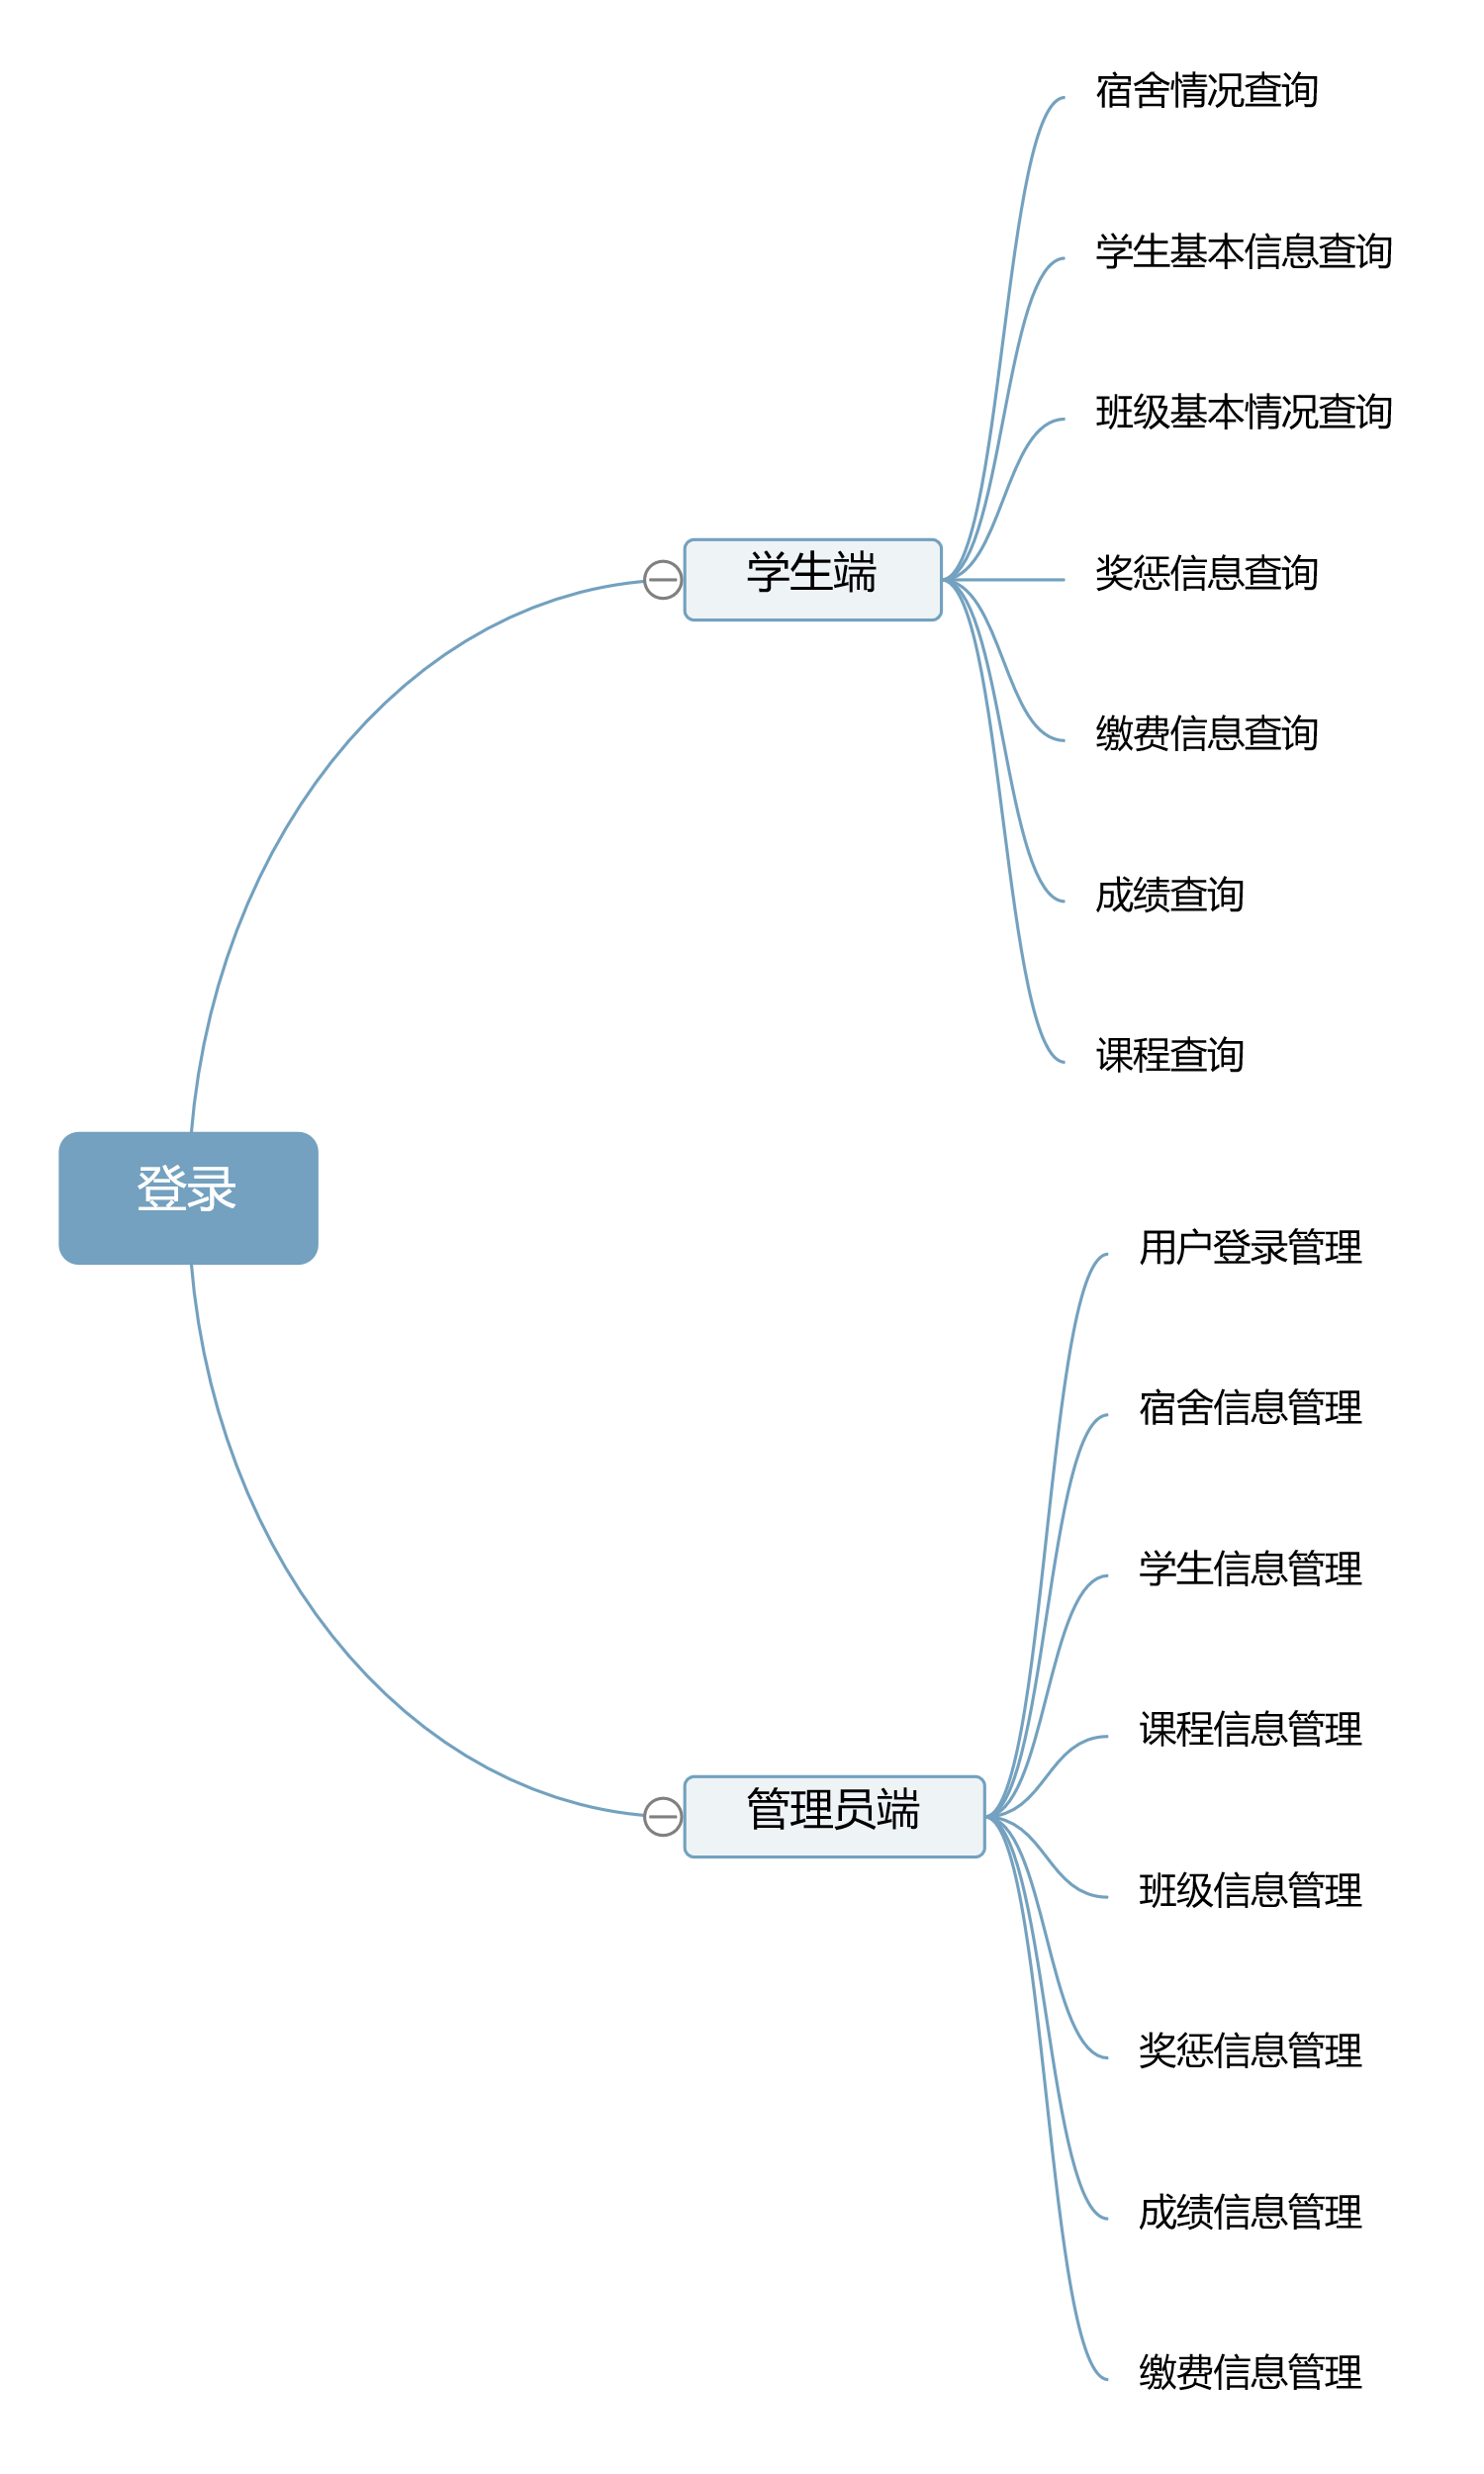 登录
学生端
宿舍情况查询
学生基本信息查询
班级基本情况查询
奖惩信息查询
缴费信息查询
成绩查询
课程查询
管理员端
用户登录管理
宿舍信息管理
学生信息管理
课程信息管理
班级信息管理
奖惩信息管理
成绩信息管理
缴费信息管理